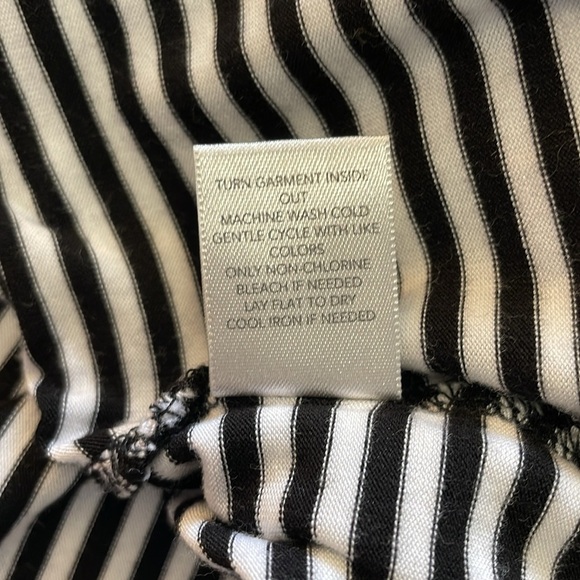 TURN GARMENT INSIDE
OUT
MACHINE WASH COLD
GENTLE CYCLE WITH LIKE
COLORS
ONLY NON-CHLORINE
BLEACH IF NEEDED
LAY FLAT TO DRY
COOL IRON IF NEEDED